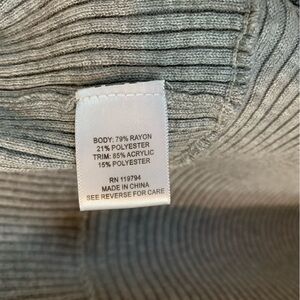 BODY: 79% RAYON
21% POLYESTER
TRIM: 85% ACRYLIC
15% POLYESTER
RN 119794
MADE IN CHINA
SEE REVERSE FOR CARE